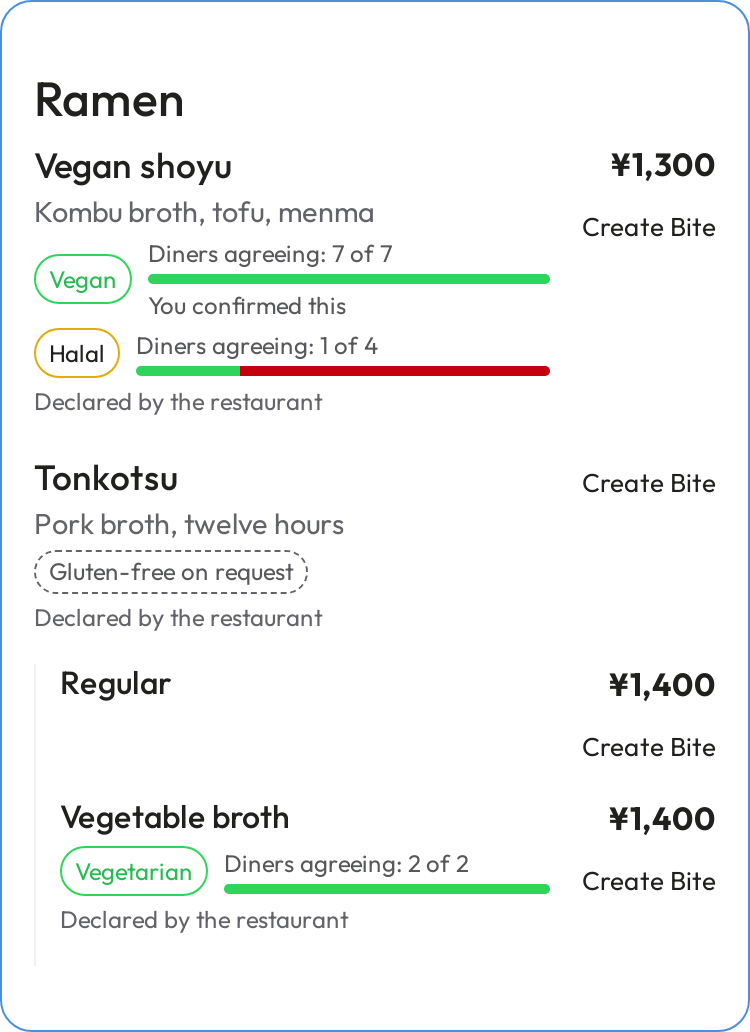 Ramen
Vegan shoyu
¥1,300
Kombu broth, tofu, menma
Create Bite
Vegan
Diners agreeing: 7 of 7
You confirmed this
Halal
Diners agreeing: 1 of 4
Declared by the restaurant
Tonkotsu
Create Bite
Pork broth, twelve hours
Gluten-free on request
Declared by the restaurant
Regular
¥1,400
Create Bite
Vegetable broth
¥1,400
Vegetarian
Diners agreeing: 2 of 2
Create Bite
Declared by the restaurant